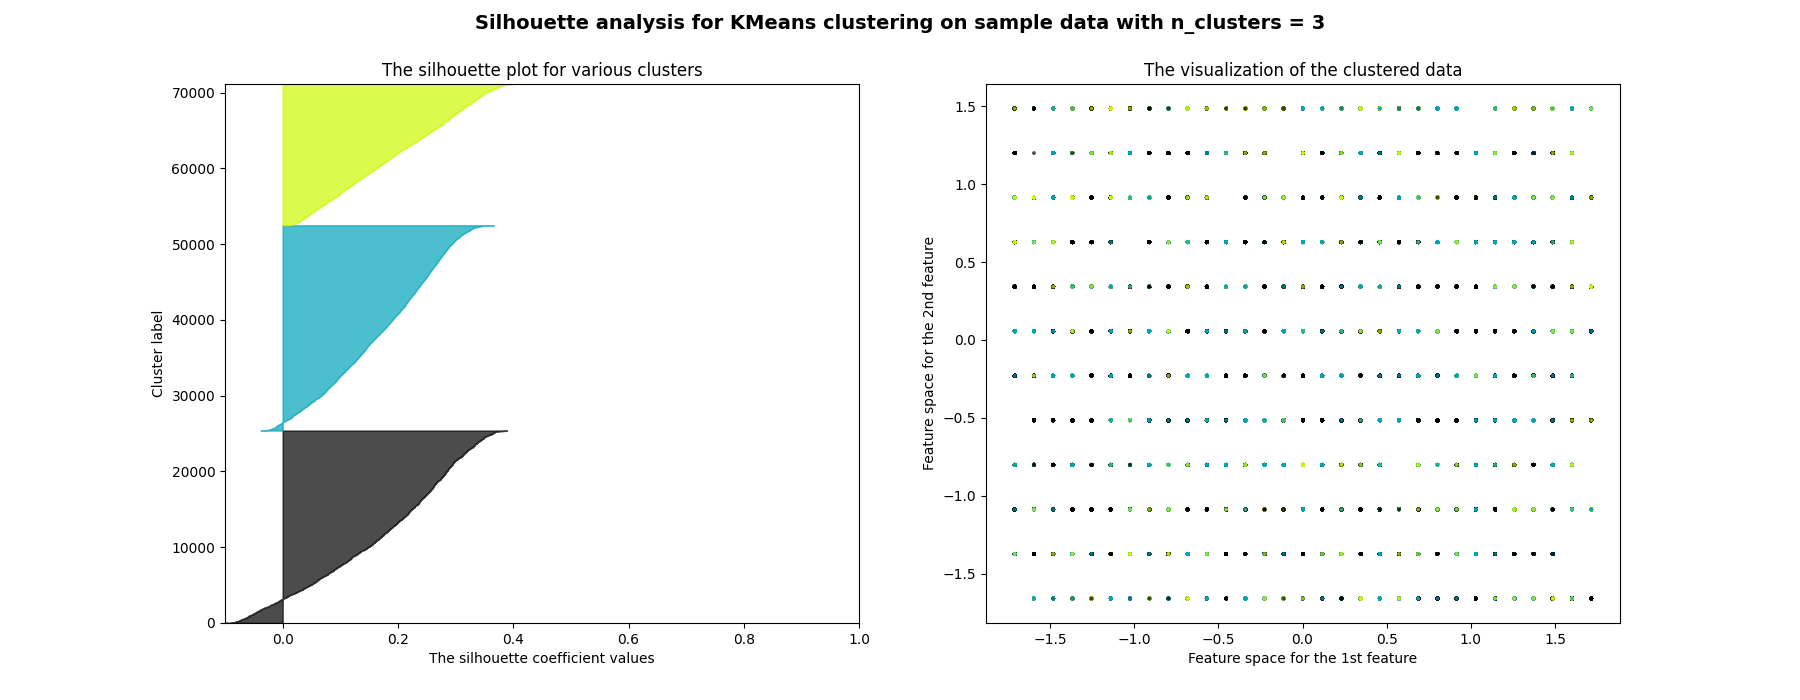 Silhouette analysis for KMeans clustering on sample data with n_clusters = 3
The silhouette plot for various clusters
70000
60000
50000
40000
30000
20000
10000
0
Cluster label
0.0 0.2 0.4 0.6 0.8 1.0
The silhouette coefficient values
The visualization of the clustered data
1.5
1.0
0.5
0.0
−0.5
−1.0
−1.5
Feature space for the 2nd feature
−1.5 −1.0 −0.5 0.0 0.5 1.0 1.5
Feature space for the 1st feature